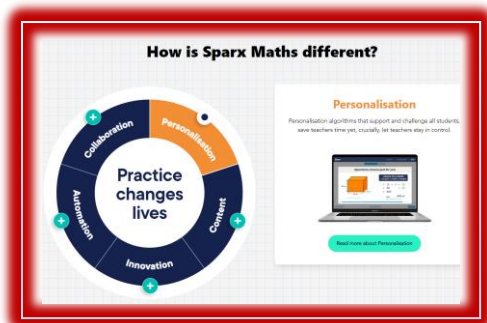 How is Sparx Maths different?
Collaboration
Personalisation
Automation
Content
Innovation
Practice
changes
lives
Personalisation
Personalisation algorithms that support and challenge all students,
save teachers time yet, crucially, let teachers stay in control
Read more about Personalisation